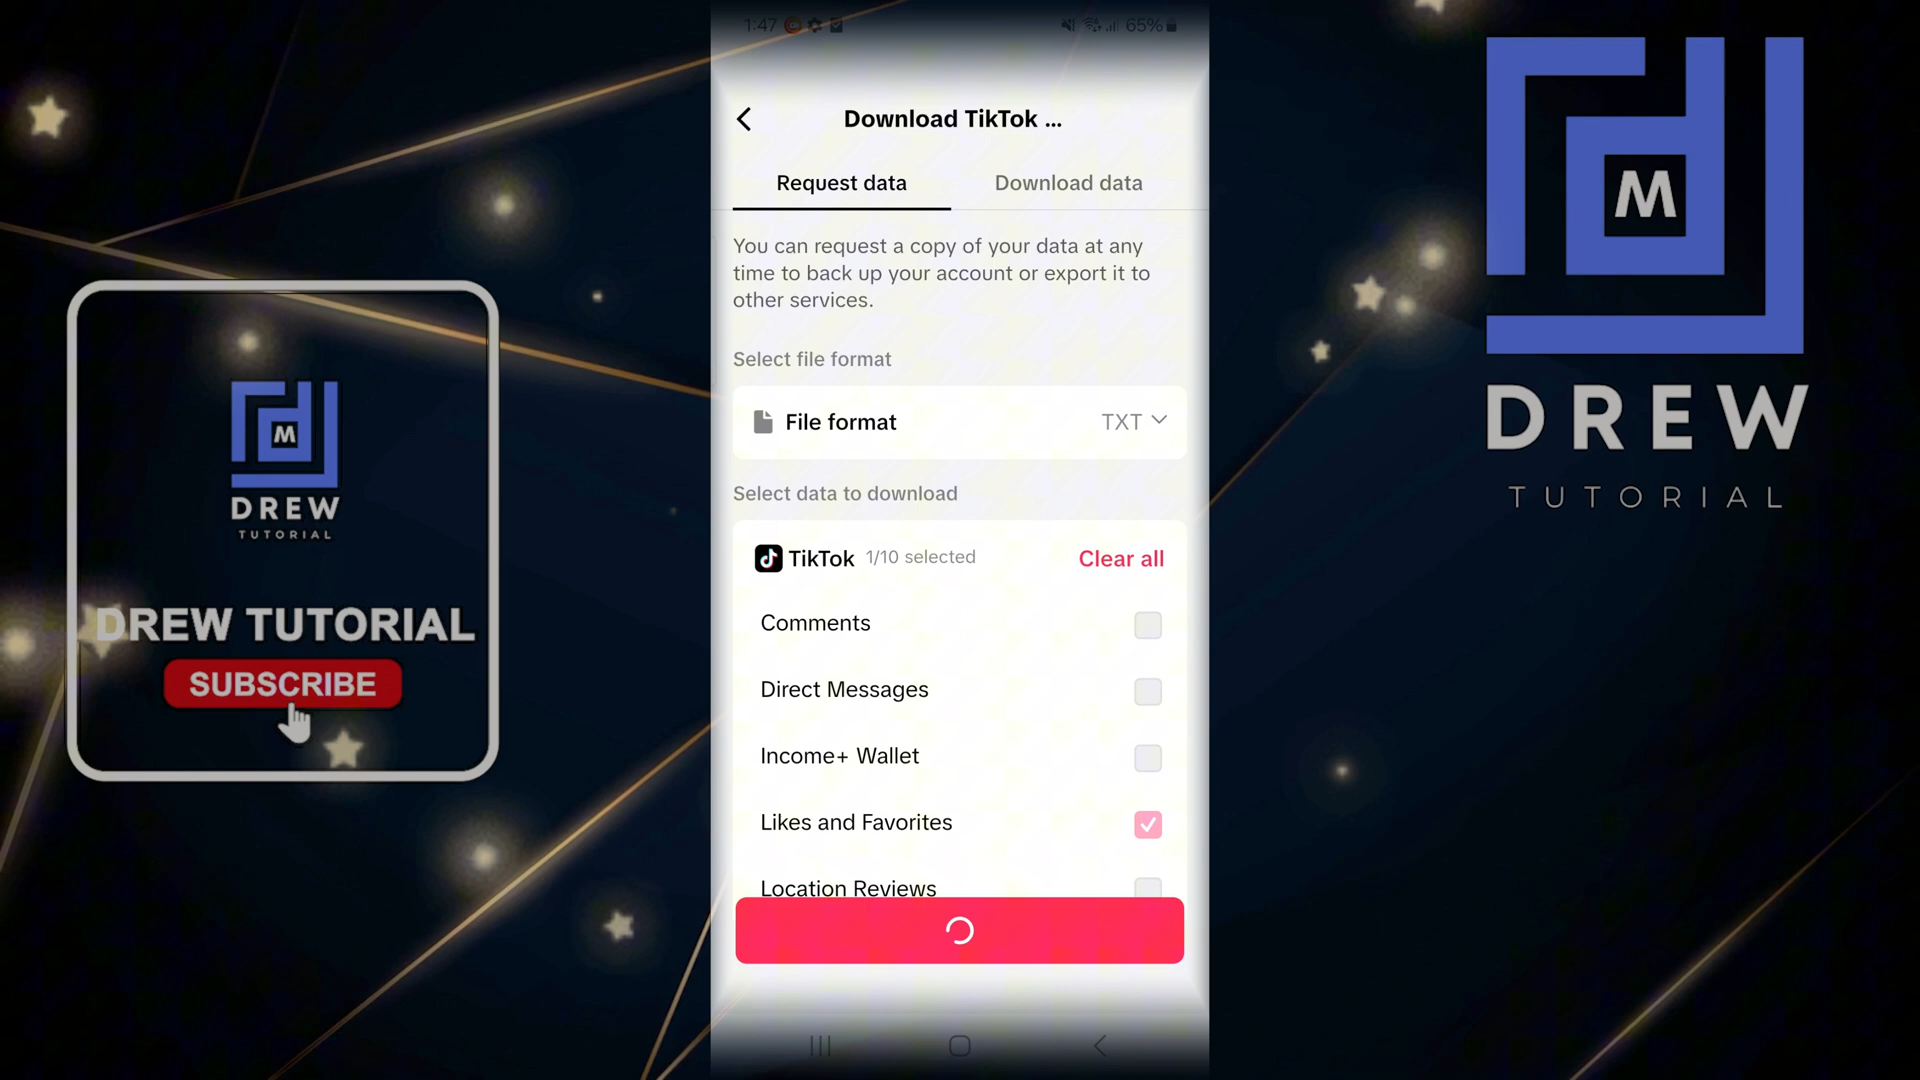 1:47
65%
Download TikTok ...
Request data
Download data
You can request a copy of your data at any
time to back up your account or export it to
other services.
Select file format
File format
TXT
Select data to download
TikTok 1/10 selected
Clear all
Comments
Direct Messages
Income+ Wallet
Likes and Favorites
Location Reviews
M
DREW
TUTORIAL
DREW TUTORIAL
SUBSCRIBE
M
DREW
TUTORIAL